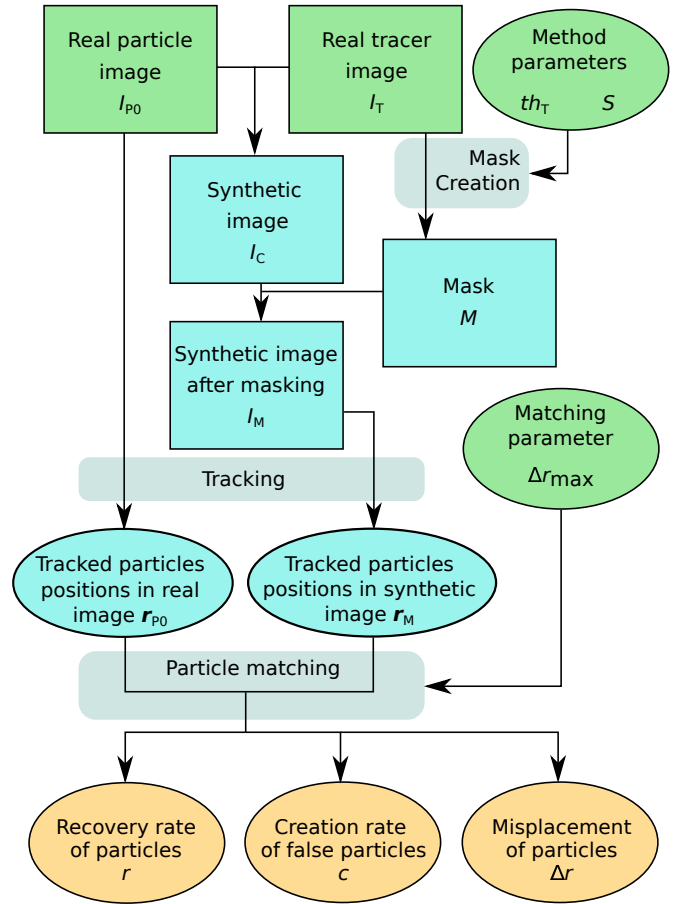 Real particle
image
I_P0
Real tracer
image
I_T
Method
parameters
th_T S
Mask
Creation
Synthetic
image
I_C
Mask
M
Synthetic image
after masking
I_M
Matching
parameter
Δr_max
Tracking
Tracked particles
positions in real
image r_P0
Tracked particles
positions in synthetic
image r_M
Particle matching
Recovery rate
of particles
r
Creation rate
of false particles
c
Misplacement
of particles
Δr